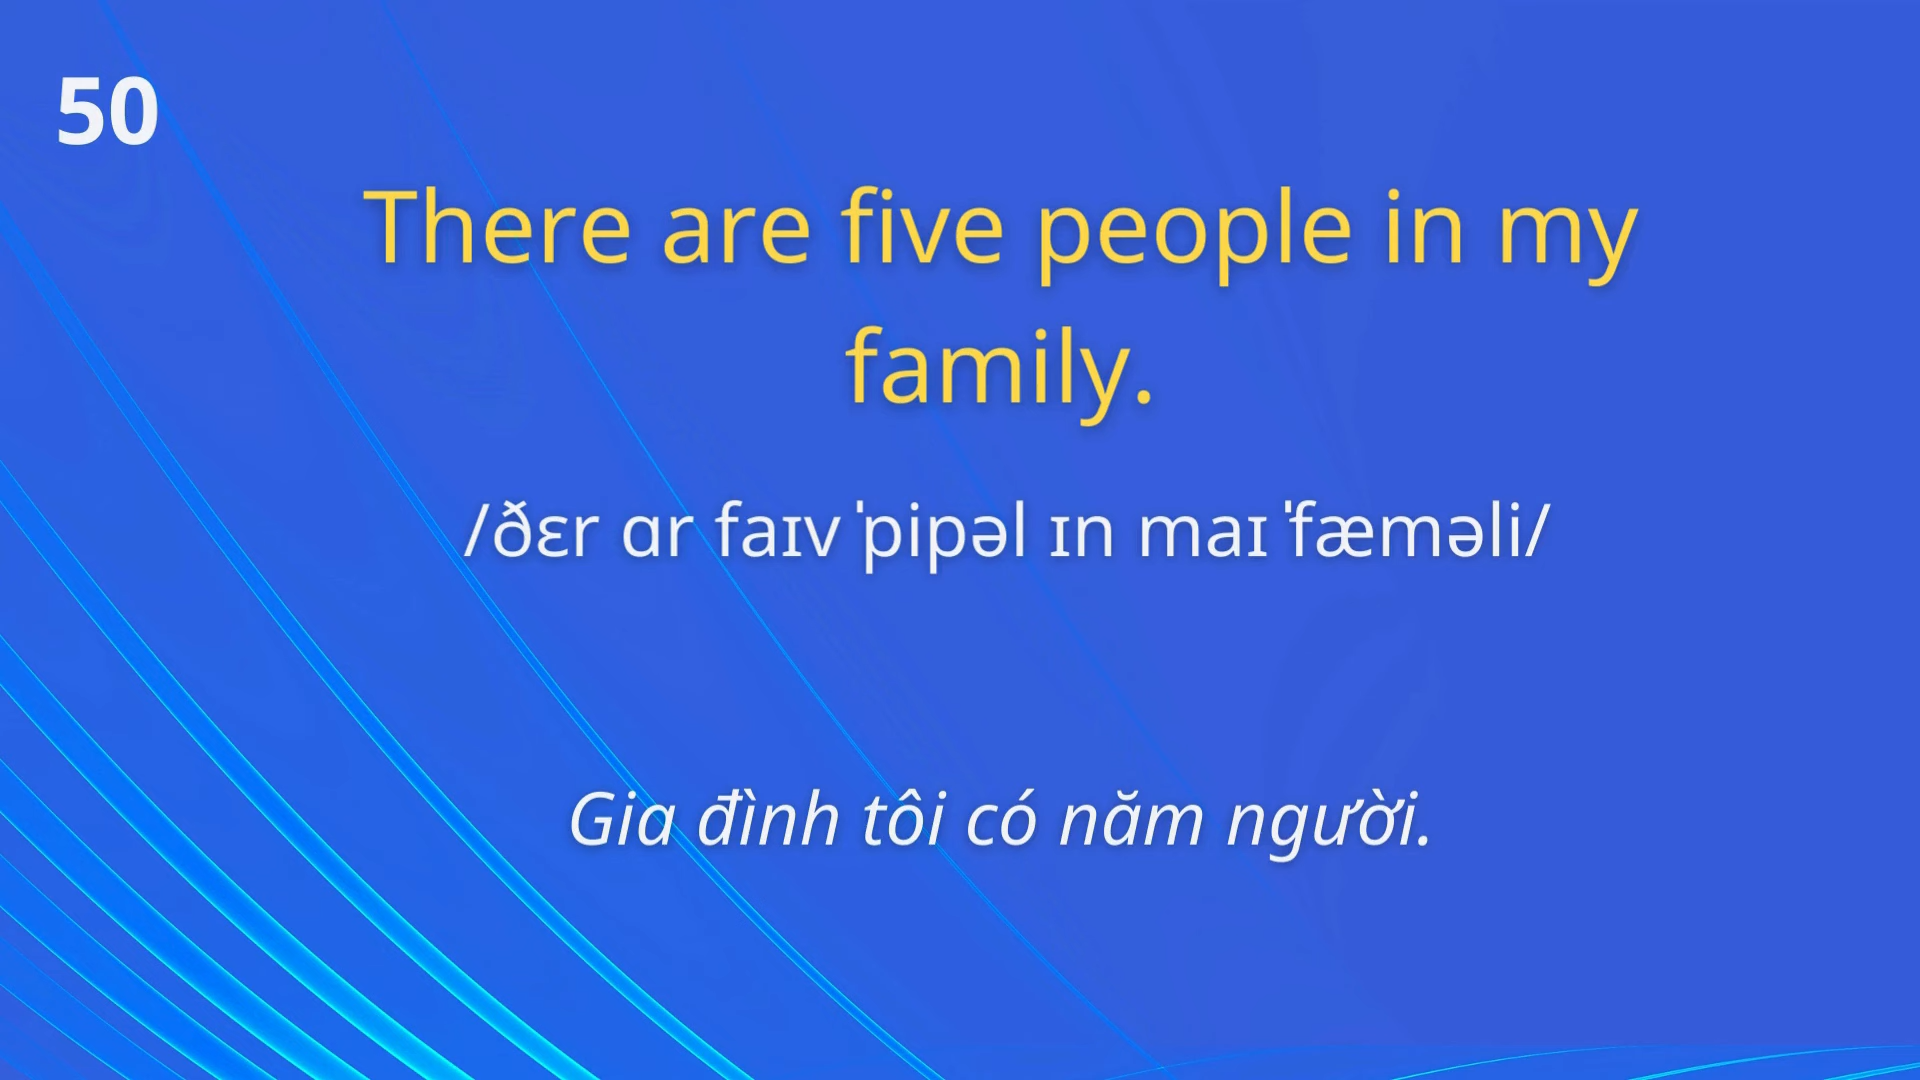 50
There are five people in my
family.
/ðɛr ɑr faɪv ˈpipəl ɪn maɪ ˈfæməli/
Gia đình tôi có năm người.